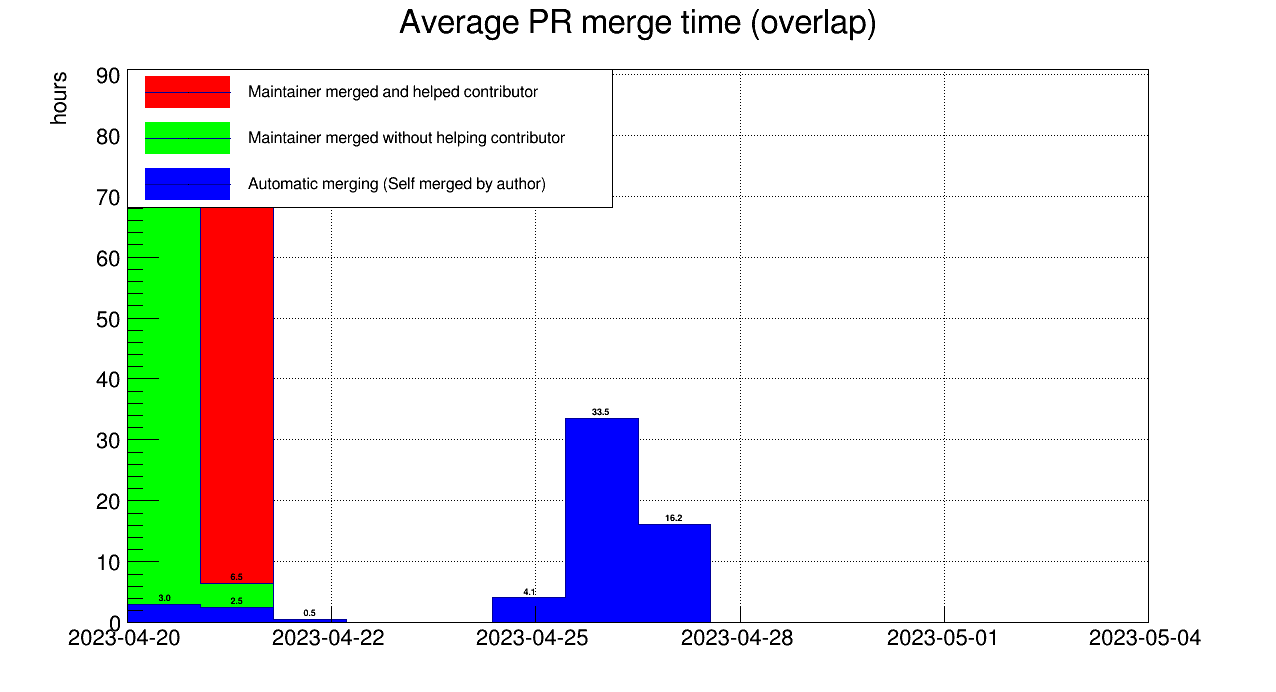 Average PR merge time (overlap)
hours
90
80
70
60
50
40
30
20
10
0
Maintainer merged and helped contributor
Maintainer merged without helping contributor
Automatic merging (Self merged by author)
3.0
6.5
2.5
0.5
4.1
33.5
16.2
2023-04-20 2023-04-22 2023-04-25 2023-04-28 2023-05-01 2023-05-04